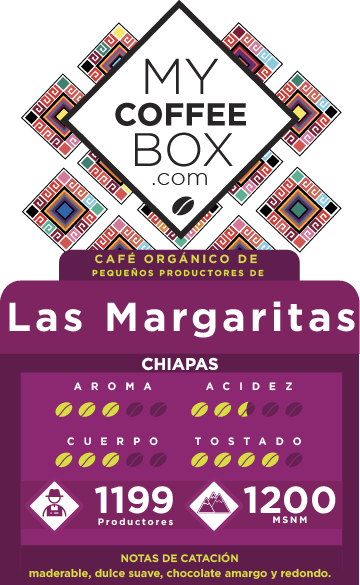 MY
COFFEE
BOX
.com
CAFÉ ORGÁNICO DE
PEQUEÑOS PRODUCTORES DE
Las Margaritas
CHIAPAS
AROMA ACIDEZ
CUERPO TOSTADO
1199 1200
Productores MSNM
NOTAS DE CATACIÓN
maderable, dulce suave, chocolate amargo y redondo.